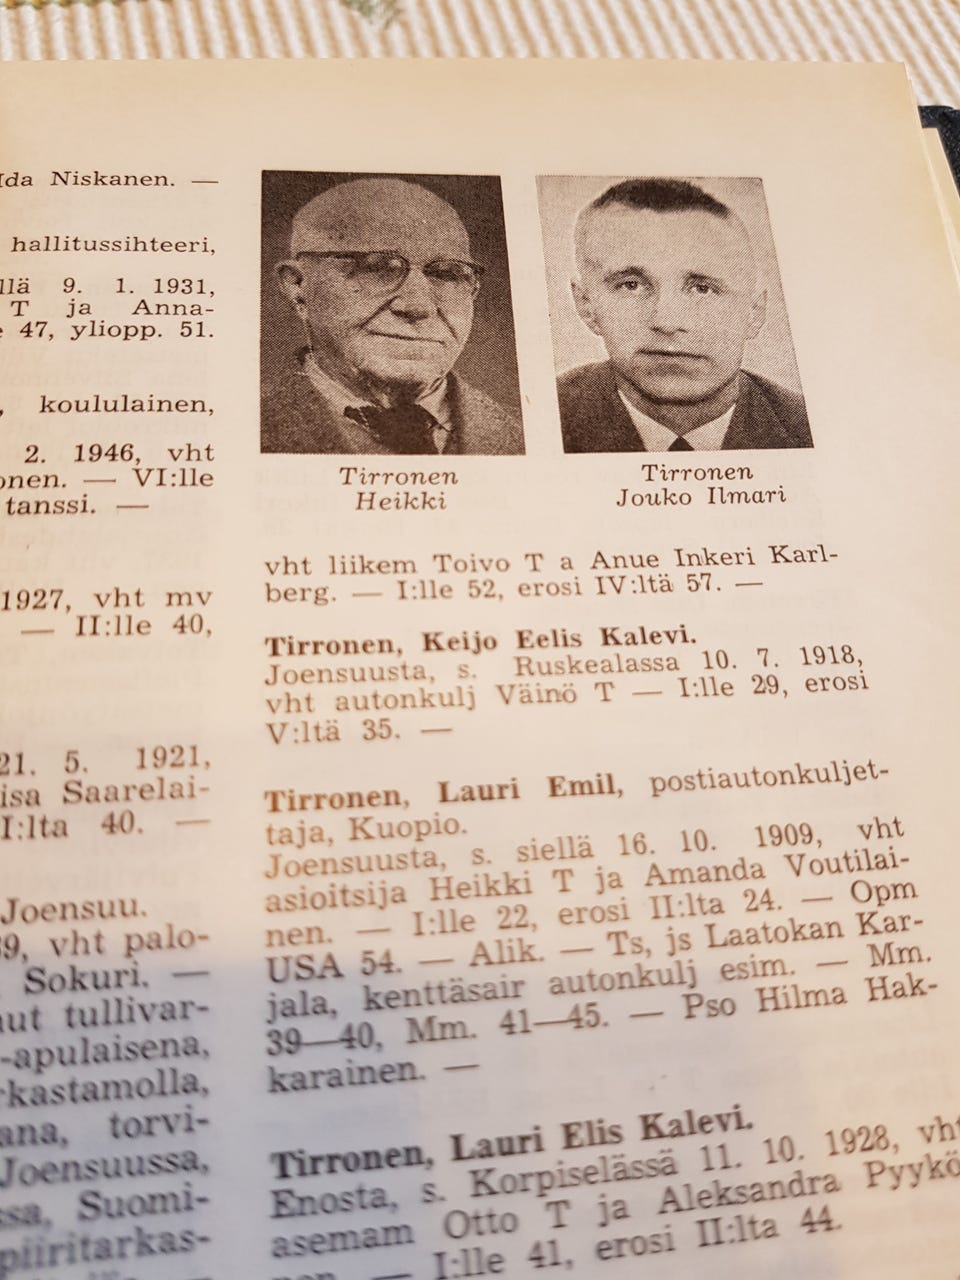 Ida Niskanen. —
hallitussihteeri,
9. 1. 1931,
T ja Anna-
47, yliopp. 51.
koululainen,
2. 1946, vht
— VI:lle
tanssi. —
1927, vht mv
— II:lle 40,
21. 5. 1921,
Saarelai-
I:lta 40. —
Joensuu.
vht palo-
Sokuri. —
tullivar-
-apulaisena,
torvi-
Joensuussa,
Suomi-
piiritarkas-
Tirronen
Heikki
Tirronen
Jouko Ilmari
vht liikem Toivo T a Anue Inkeri Karl-
berg. — I:lle 52, erosi IV:ltä 57. —
Tirronen, Keijo Eelis Kalevi.
Joensuusta, s. Ruskealassa 10. 7. 1918,
vht autonkulj Väinö T — I:lle 29, erosi
V:ltä 35. —
Tirronen, Lauri Emil, postiautonkuljet-
taja, Kuopio.
Joensuusta, s. siellä 16. 10. 1909, vht
asioitsija Heikki T ja Amanda Voutilai-
nen. — I:lle 22, erosi II:lta 24. — Opm
USA 54. — Alik. — Ts, js Laatokan Kar-
jala, kenttäsair autonkulj esim. — Mm.
39—40, Mm. 41—45. — Pso Hilma Hak-
karainen. —
Tirronen, Lauri Elis Kalevi.
Enosta, s. Korpiselässä 11. 10. 1928, vht
asemam Otto T ja Aleksandra Pyykö
— I:lle 41, erosi II:lta 44.